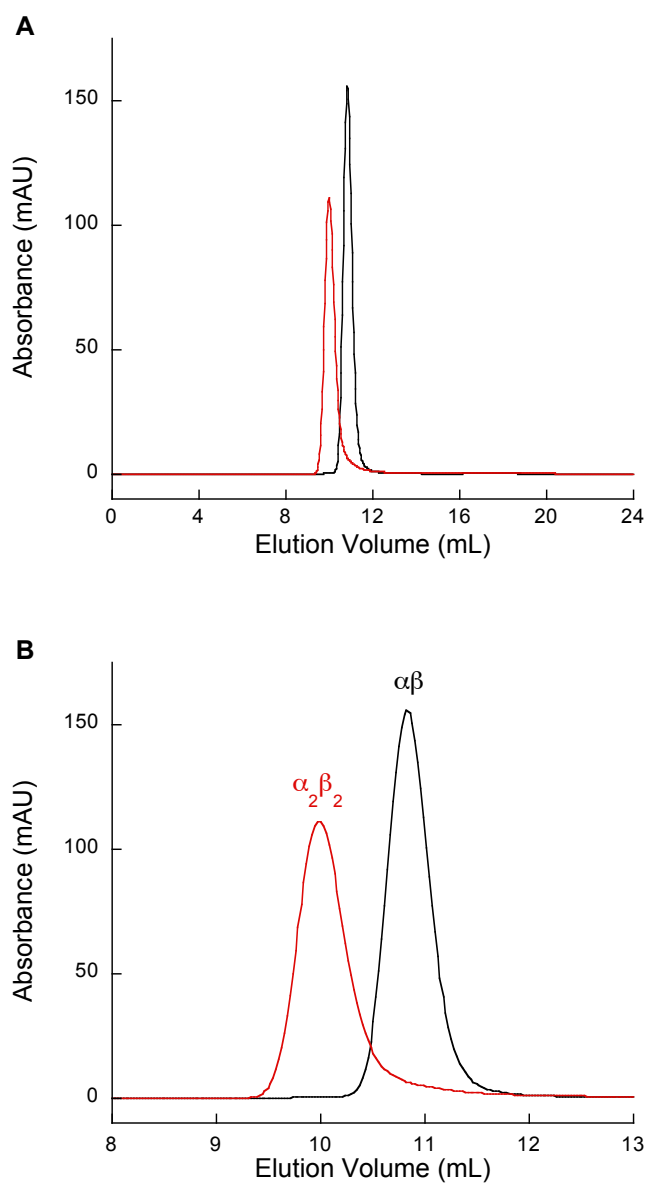 A
Absorbance (mAU)
150
100
50
0
0 4 8 12 16 20 24
Elution Volume (mL)
B
Absorbance (mAU)
αβ
α₂β₂
150
100
50
0
8 9 10 11 12 13
Elution Volume (mL)